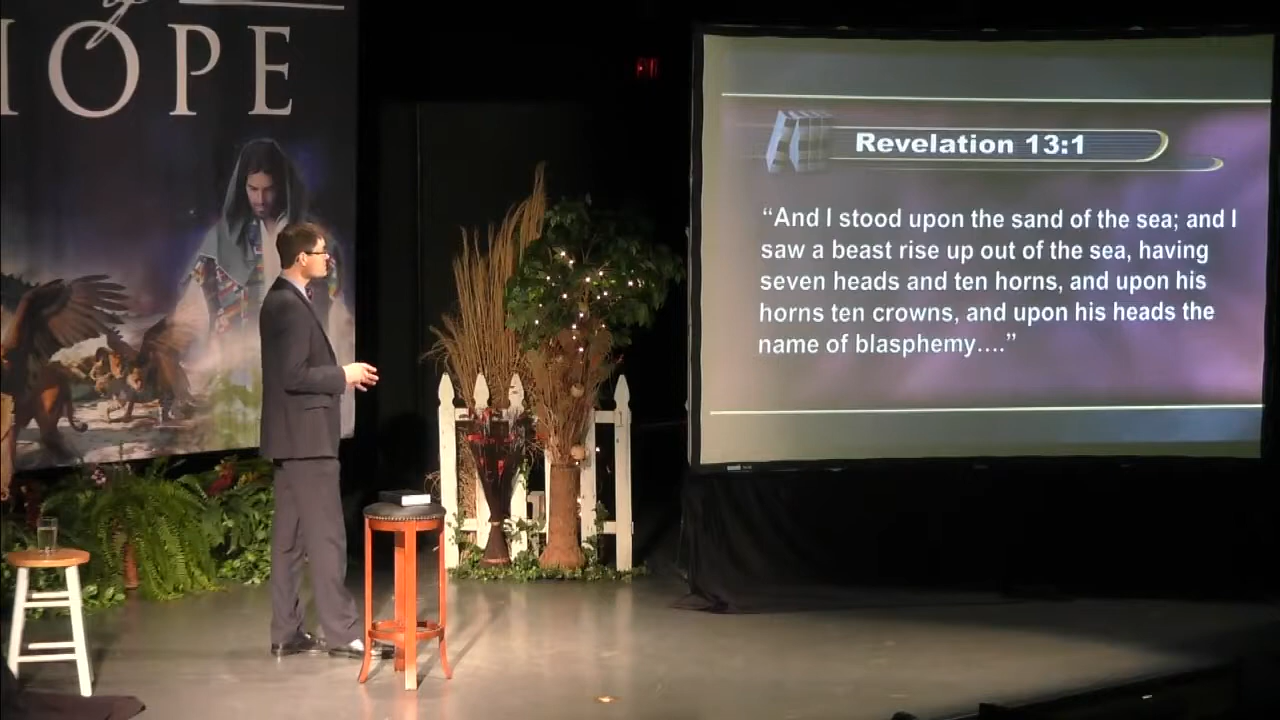 of
HOPE
Revelation 13:1
“And I stood upon the sand of the sea; and I
saw a beast rise up out of the sea, having
seven heads and ten horns, and upon his
horns ten crowns, and upon his heads the
name of blasphemy....”